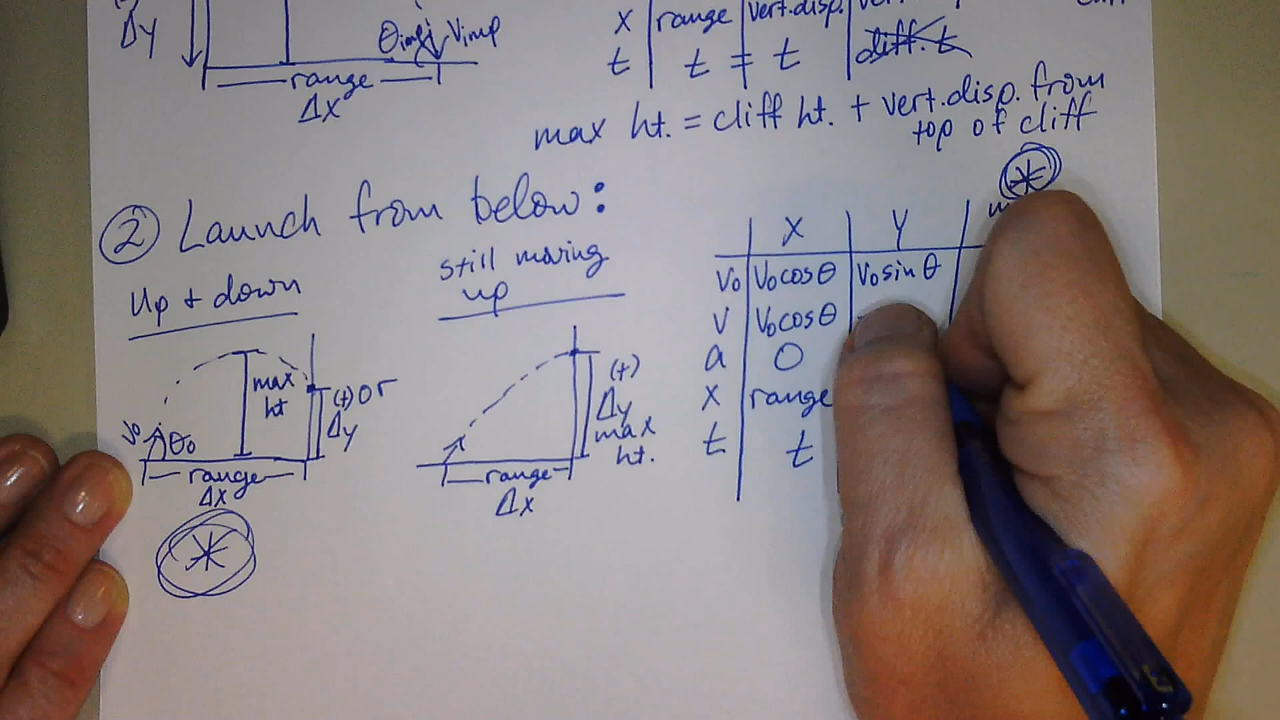 Δy
θimp Vimp
range
Δx
x range vert.disp.
t t ≠ t diff. t
max ht. = cliff ht. + vert.disp. from
top of cliff
② Launch from below:
Up + down
still moving
up
max
ht
(+) or
Δy
V₀ θ₀
range
Δx
(+)
Δy
max
ht.
range
Δx
X Y
V₀ V₀cosθ V₀sinθ
V V₀cosθ
a 0
x range
t t